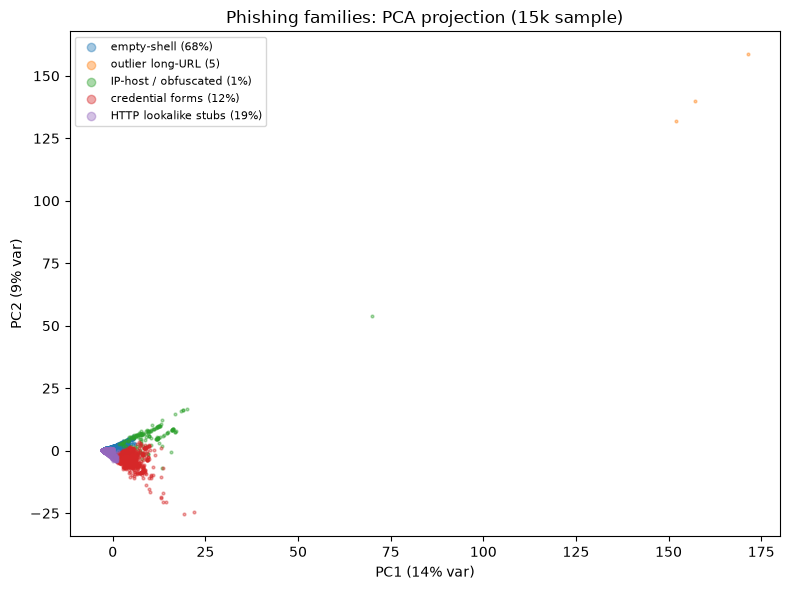 Phishing families: PCA projection (15k sample)
empty-shell (68%)
outlier long-URL (5)
IP-host / obfuscated (1%)
credential forms (12%)
HTTP lookalike stubs (19%)
150
125
100
75
50
25
0
−25
PC2 (9% var)
0
25
50
75
100
125
150
175
PC1 (14% var)